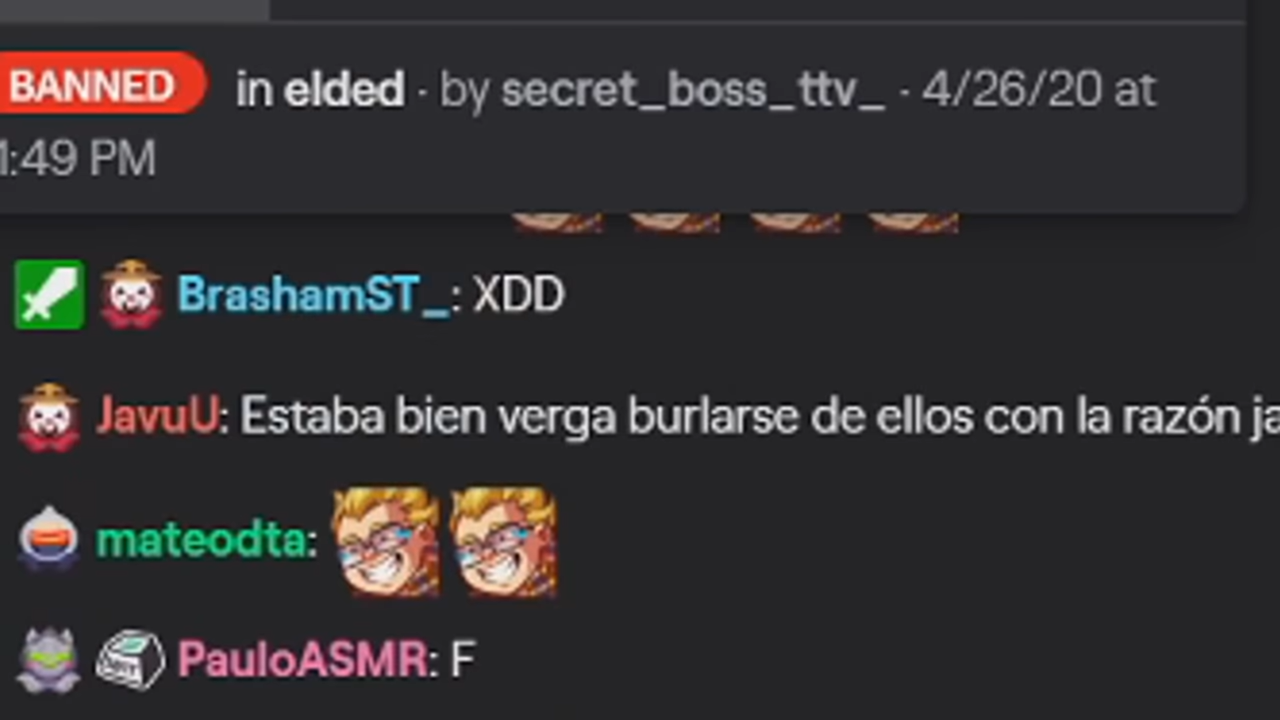 BANNED in elded · by secret_boss_ttv_ · 4/26/20 at
1:49 PM
BrashamST_: XDD
JavuU: Estaba bien verga burlarse de ellos con la razón ja
mateodta:
PauloASMR: F